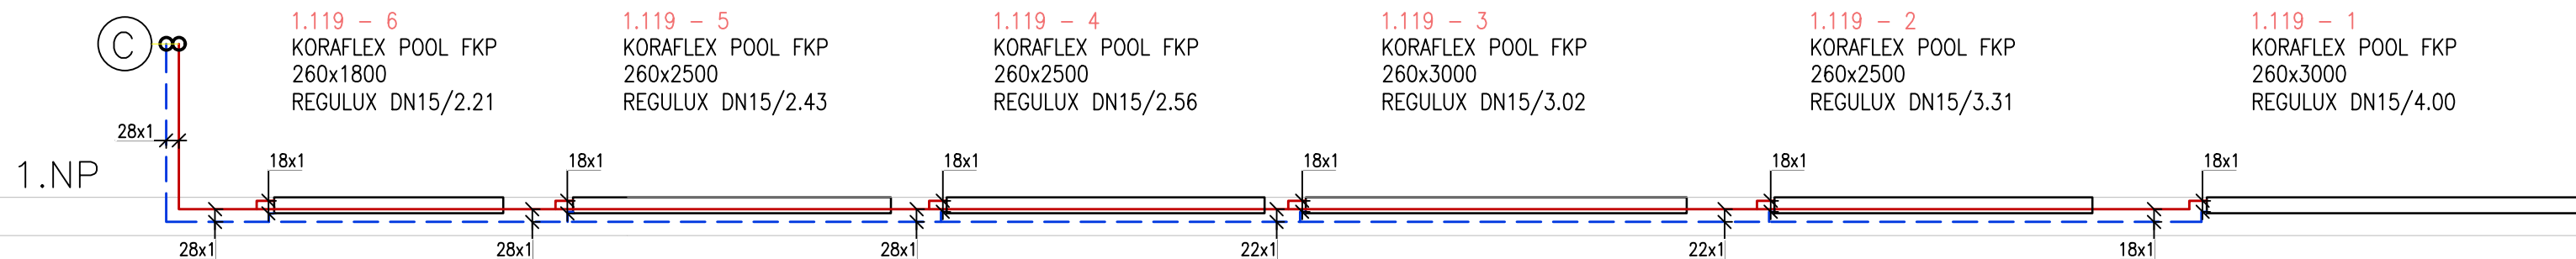 C
1.119 - 6
KORAFLEX POOL FKP
260x1800
REGULUX DN15/2.21
1.119 - 5
KORAFLEX POOL FKP
260x2500
REGULUX DN15/2.43
1.119 - 4
KORAFLEX POOL FKP
260x2500
REGULUX DN15/2.56
1.119 - 3
KORAFLEX POOL FKP
260x3000
REGULUX DN15/3.02
1.119 - 2
KORAFLEX POOL FKP
260x2500
REGULUX DN15/3.31
1.119 - 1
KORAFLEX POOL FKP
260x3000
REGULUX DN15/4.00
28x1
1.NP
18x1
18x1
18x1
18x1
18x1
18x1
28x1
28x1
28x1
22x1
22x1
18x1